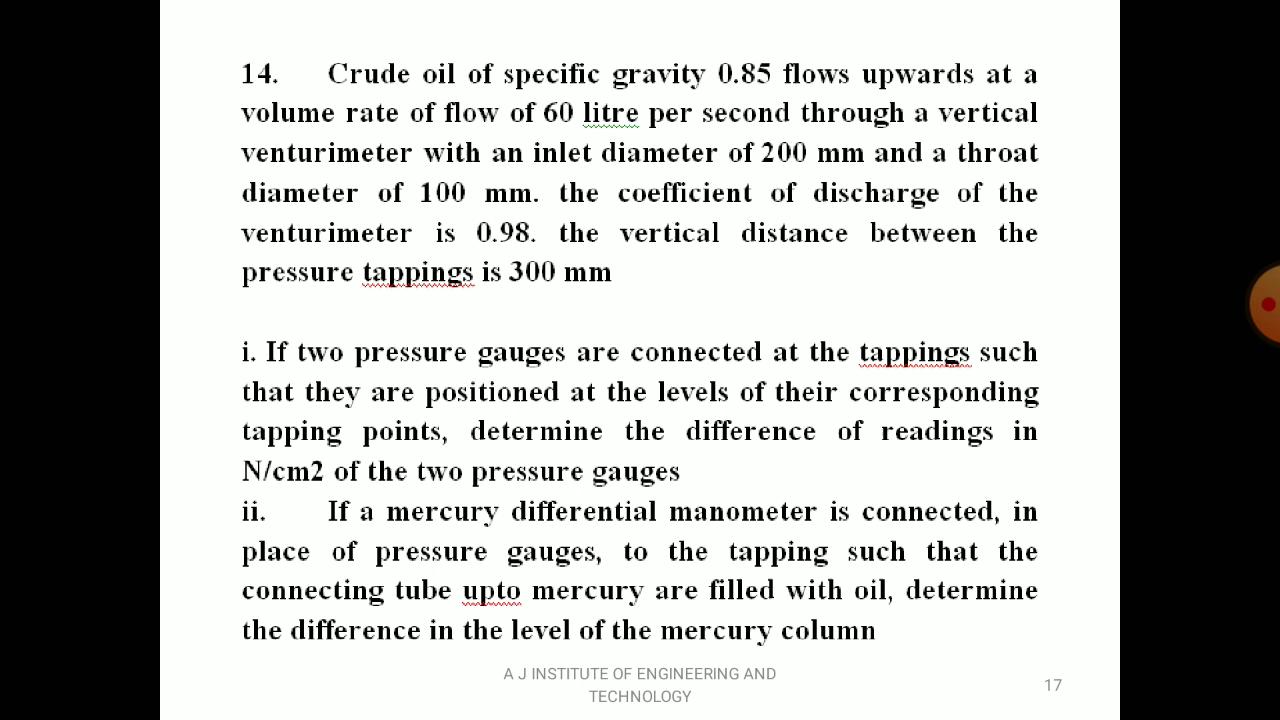 14. Crude oil of specific gravity 0.85 flows upwards at a
volume rate of flow of 60 litre per second through a vertical
venturimeter with an inlet diameter of 200 mm and a throat
diameter of 100 mm. the coefficient of discharge of the
venturimeter is 0.98. the vertical distance between the
pressure tappings is 300 mm
i. If two pressure gauges are connected at the tappings such
that they are positioned at the levels of their corresponding
tapping points, determine the difference of readings in
N/cm2 of the two pressure gauges
ii. If a mercury differential manometer is connected, in
place of pressure gauges, to the tapping such that the
connecting tube upto mercury are filled with oil, determine
the difference in the level of the mercury column
A J INSTITUTE OF ENGINEERING AND
TECHNOLOGY
17